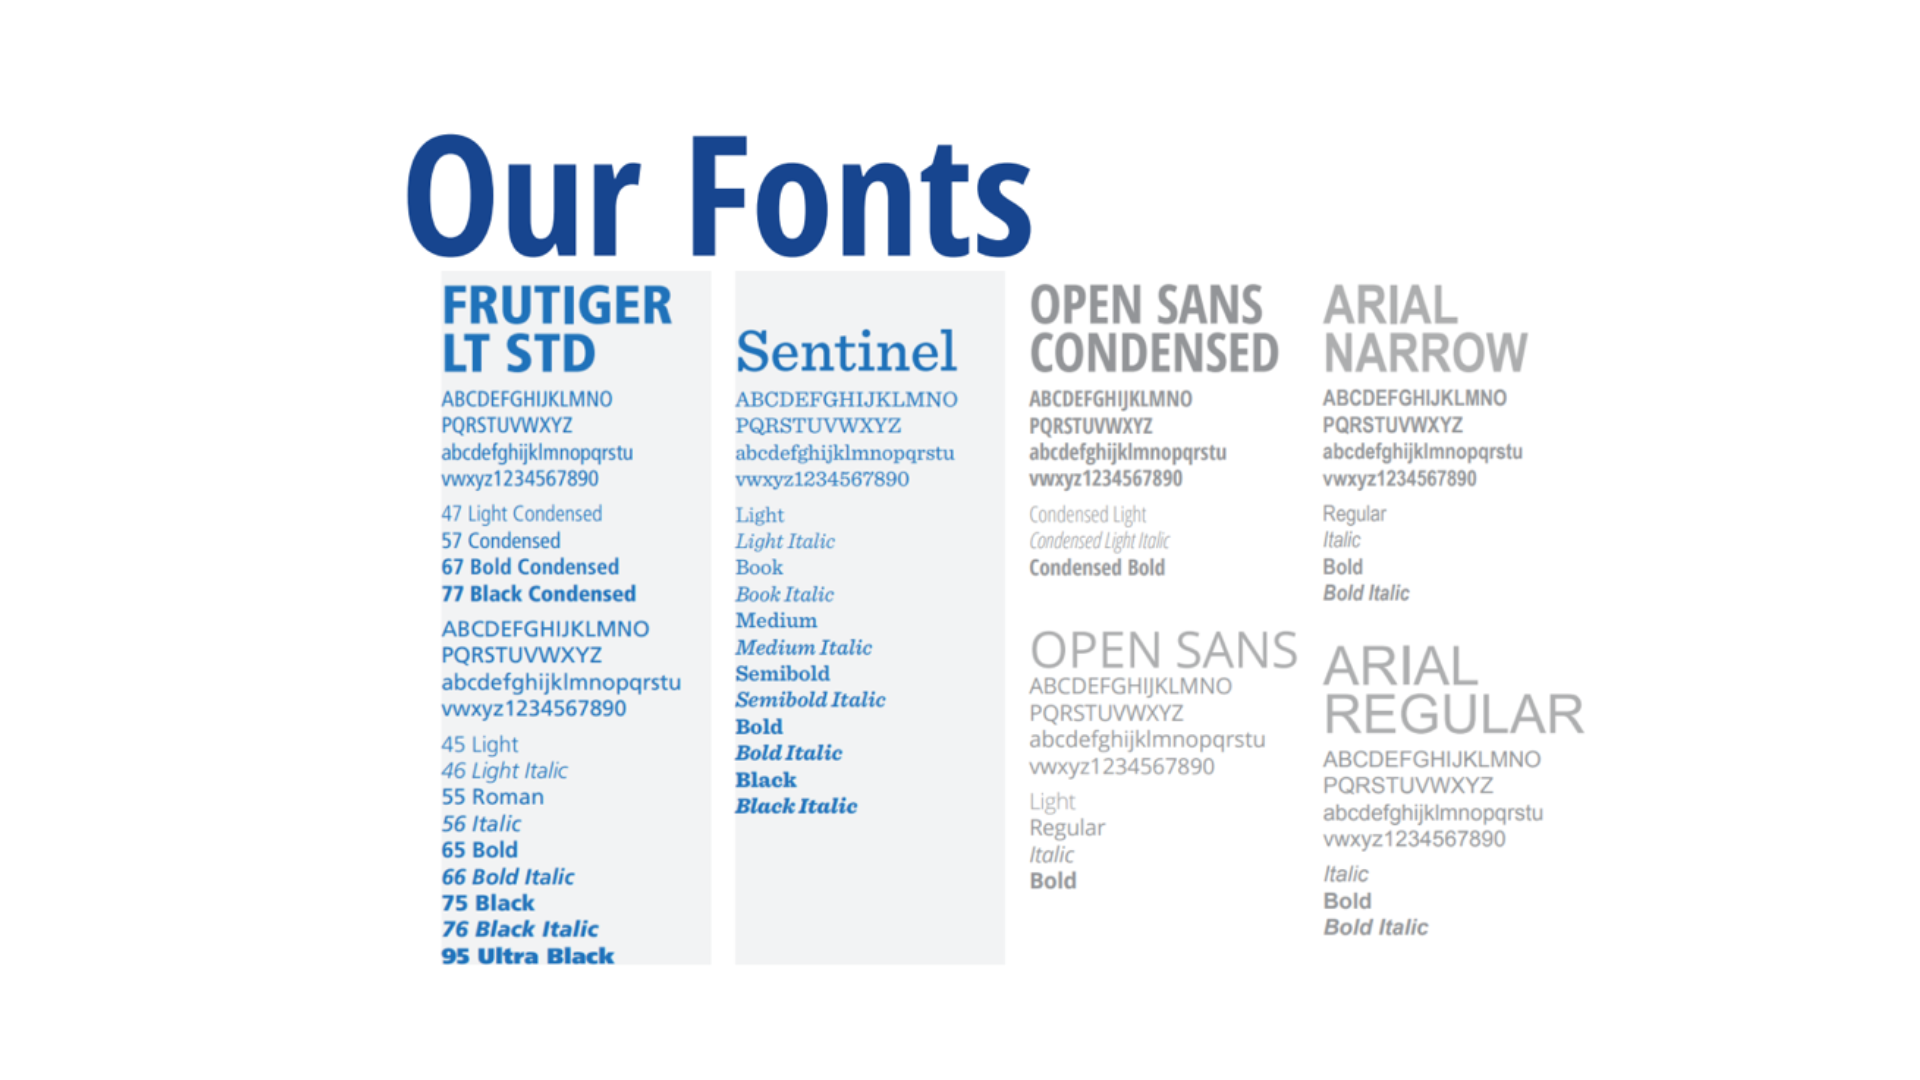 Our Fonts
FRUTIGER
LT STD
ABCDEFGHIJKLMNO
PQRSTUVWXYZ
abcdefghijklmnopqrstu
vwxyz1234567890
47 Light Condensed
57 Condensed
67 Bold Condensed
77 Black Condensed
ABCDEFGHIJKLMNO
PQRSTUVWXYZ
abcdefghijklmnopqrstu
vwxyz1234567890
45 Light
46 Light Italic
55 Roman
56 Italic
65 Bold
66 Bold Italic
75 Black
76 Black Italic
95 Ultra Black
Sentinel
ABCDEFGHIJKLMNO
PQRSTUVWXYZ
abcdefghijklmnopqrstu
vwxyz1234567890
Light
Light Italic
Book
Book Italic
Medium
Medium Italic
Semibold
Semibold Italic
Bold
Bold Italic
Black
Black Italic
OPEN SANS
CONDENSED
ABCDEFGHIJKLMNO
PQRSTUVWXYZ
abcdefghijklmnopqrstu
vwxyz1234567890
Condensed Light
Condensed Light Italic
Condensed Bold
OPEN SANS
ABCDEFGHIJKLMNO
PQRSTUVWXYZ
abcdefghijklmnopqrstu
vwxyz1234567890
Light
Regular
Italic
Bold
ARIAL
NARROW
ABCDEFGHIJKLMNO
PQRSTUVWXYZ
abcdefghijklmnopqrstu
vwxyz1234567890
Regular
Italic
Bold
Bold Italic
ARIAL
REGULAR
ABCDEFGHIJKLMNO
PQRSTUVWXYZ
abcdefghijklmnopqrstu
vwxyz1234567890
Italic
Bold
Bold Italic